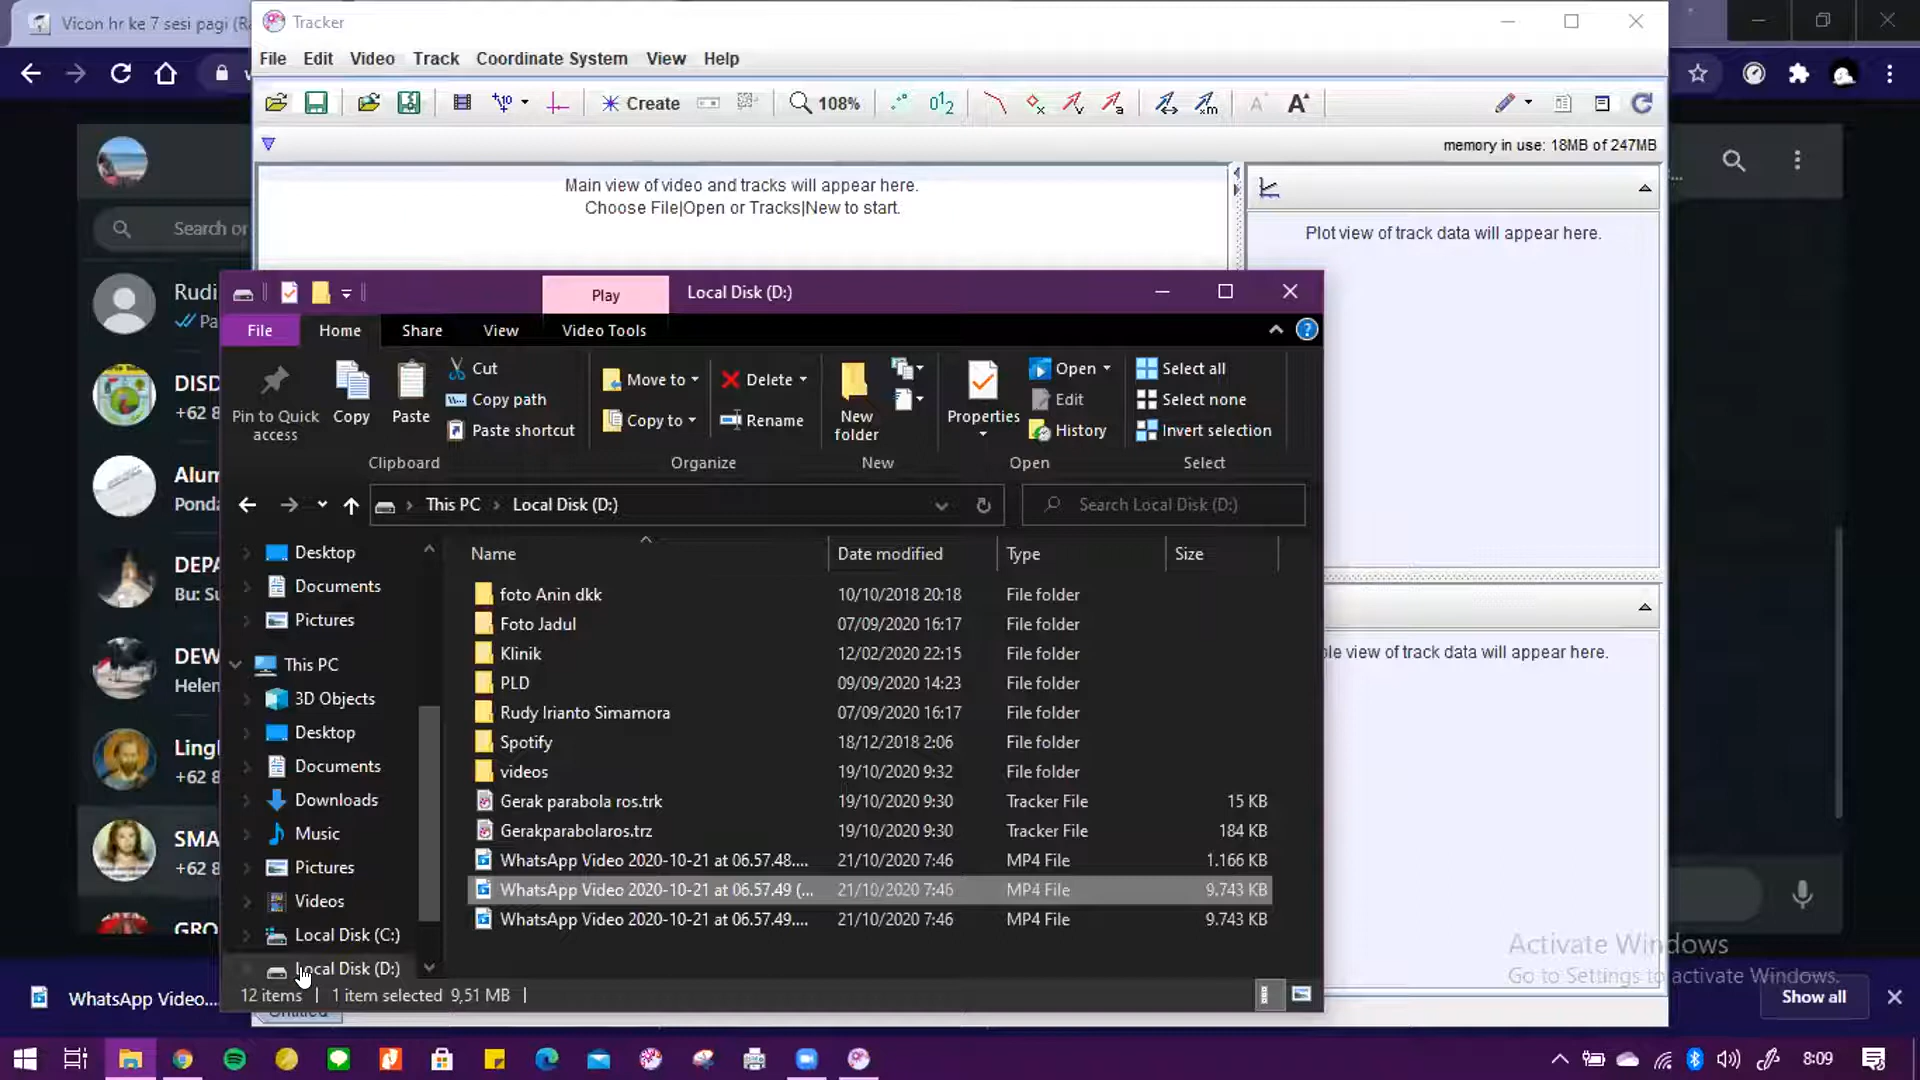 Vicon hr ke 7 sesi pagi (Ra
Tracker
File Edit Video Track Coordinate System View Help
Create 108%
memory in use: 18MB of 247MB
Main view of video and tracks will appear here.
Choose File|Open or Tracks|New to start.
Plot view of track data will appear here.
Search or
Rudi
Pa
DISD
+62 8
Alum
Ponda
DEPA
Bu: Su
DEW
Helen
Lingk
+62 8
SMA
+62 8
GRO
Play Local Disk (D:)
File Home Share View Video Tools
Pin to Quick access
Copy
Paste
Cut
Copy path
Paste shortcut
Clipboard
Move to
Copy to
Delete
Rename
Organize
New folder
New
Properties
Open
Edit
History
Open
Select all
Select none
Invert selection
Select
This PC Local Disk (D:)
Search Local Disk (D:)
Desktop
Documents
Pictures
This PC
3D Objects
Desktop
Documents
Downloads
Music
Pictures
Videos
Local Disk (C:)
Local Disk (D:)
Name Date modified Type Size
foto Anin dkk 10/10/2018 20:18 File folder
Foto Jadul 07/09/2020 16:17 File folder
Klinik 12/02/2020 22:15 File folder
PLD 09/09/2020 14:23 File folder
Rudy Irianto Simamora 07/09/2020 16:17 File folder
Spotify 18/12/2018 2:06 File folder
videos 19/10/2020 9:32 File folder
Gerak parabola ros.trk 19/10/2020 9:30 Tracker File 15 KB
Gerakparabolaros.trz 19/10/2020 9:30 Tracker File 184 KB
WhatsApp Video 2020-10-21 at 06.57.48.... 21/10/2020 7:46 MP4 File 1.166 KB
WhatsApp Video 2020-10-21 at 06.57.49 (... 21/10/2020 7:46 MP4 File 9.743 KB
WhatsApp Video 2020-10-21 at 06.57.49.... 21/10/2020 7:46 MP4 File 9.743 KB
12 items 1 item selected 9,51 MB
ble view of track data will appear here.
Untitled
Activate Windows
Go to Settings to activate Windows.
WhatsApp Video....
Show all
8:09